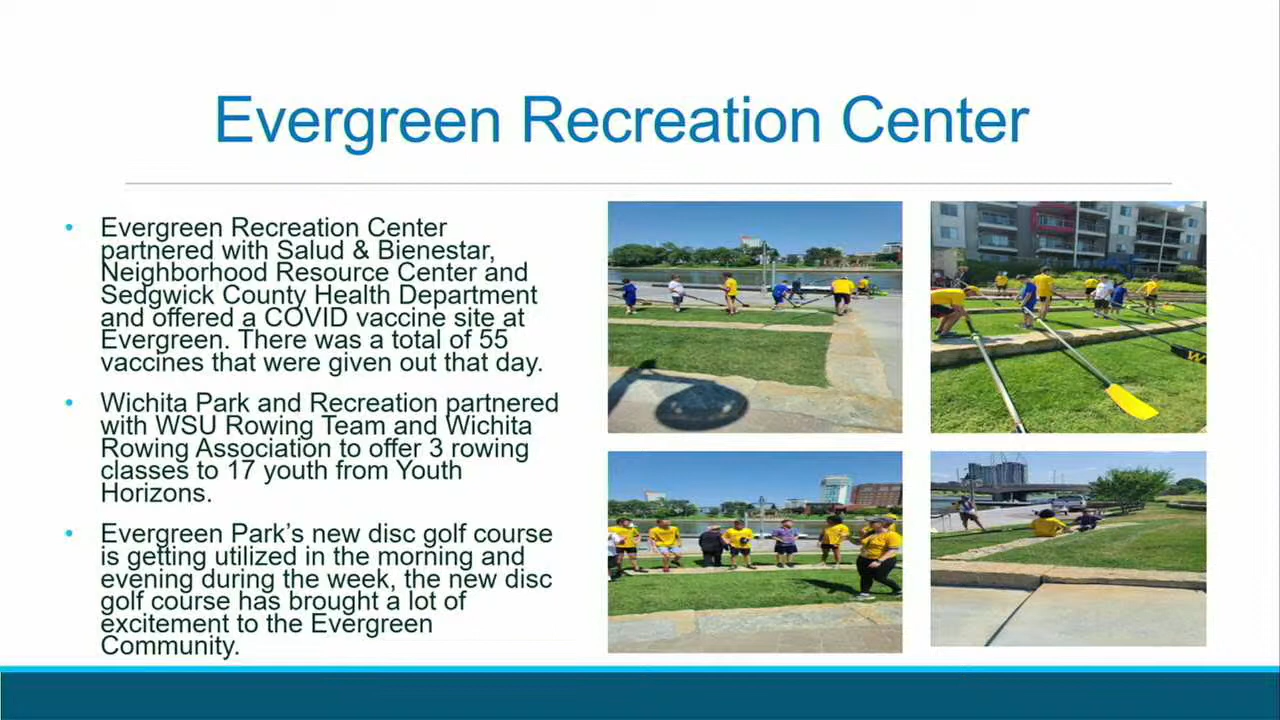 Evergreen Recreation Center
• Evergreen Recreation Center
partnered with Salud & Bienestar,
Neighborhood Resource Center and
Sedgwick County Health Department
and offered a COVID vaccine site at
Evergreen. There was a total of 55
vaccines that were given out that day.
• Wichita Park and Recreation partnered
with WSU Rowing Team and Wichita
Rowing Association to offer 3 rowing
classes to 17 youth from Youth
Horizons.
• Evergreen Park’s new disc golf course
is getting utilized in the morning and
evening during the week, the new disc
golf course has brought a lot of
excitement to the Evergreen
Community.
W